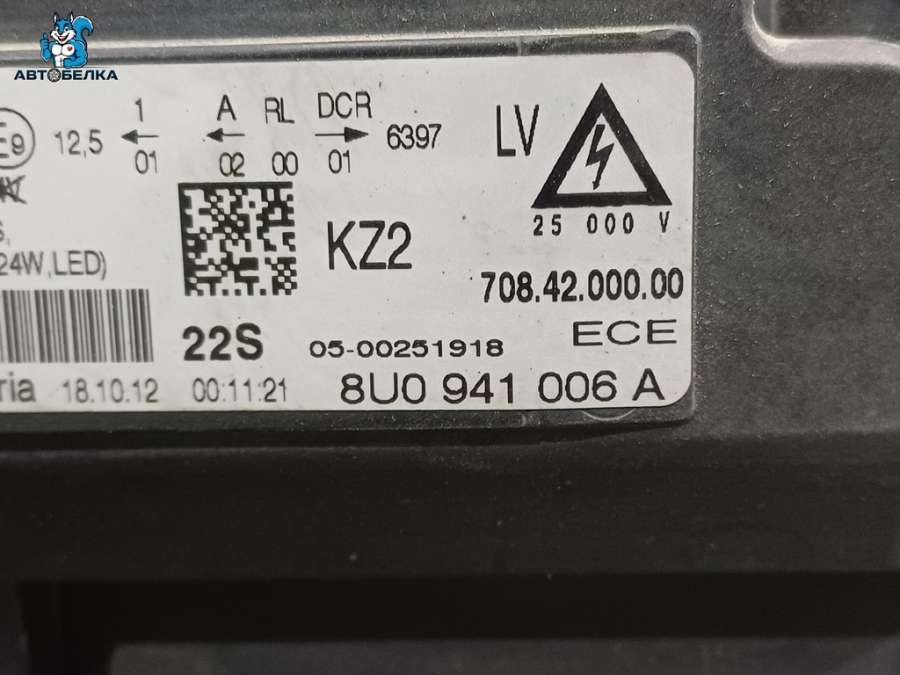 АВТОБЕЛКА
1 A RL DCR
E9 12,5 ← ← → 6397 LV
01 02 00 01
25 000 V
24W,LED)
KZ2
708.42.000.00
22S 05-00251918 ECE
ria 18.10.12 00:11:21 8U0 941 006 A